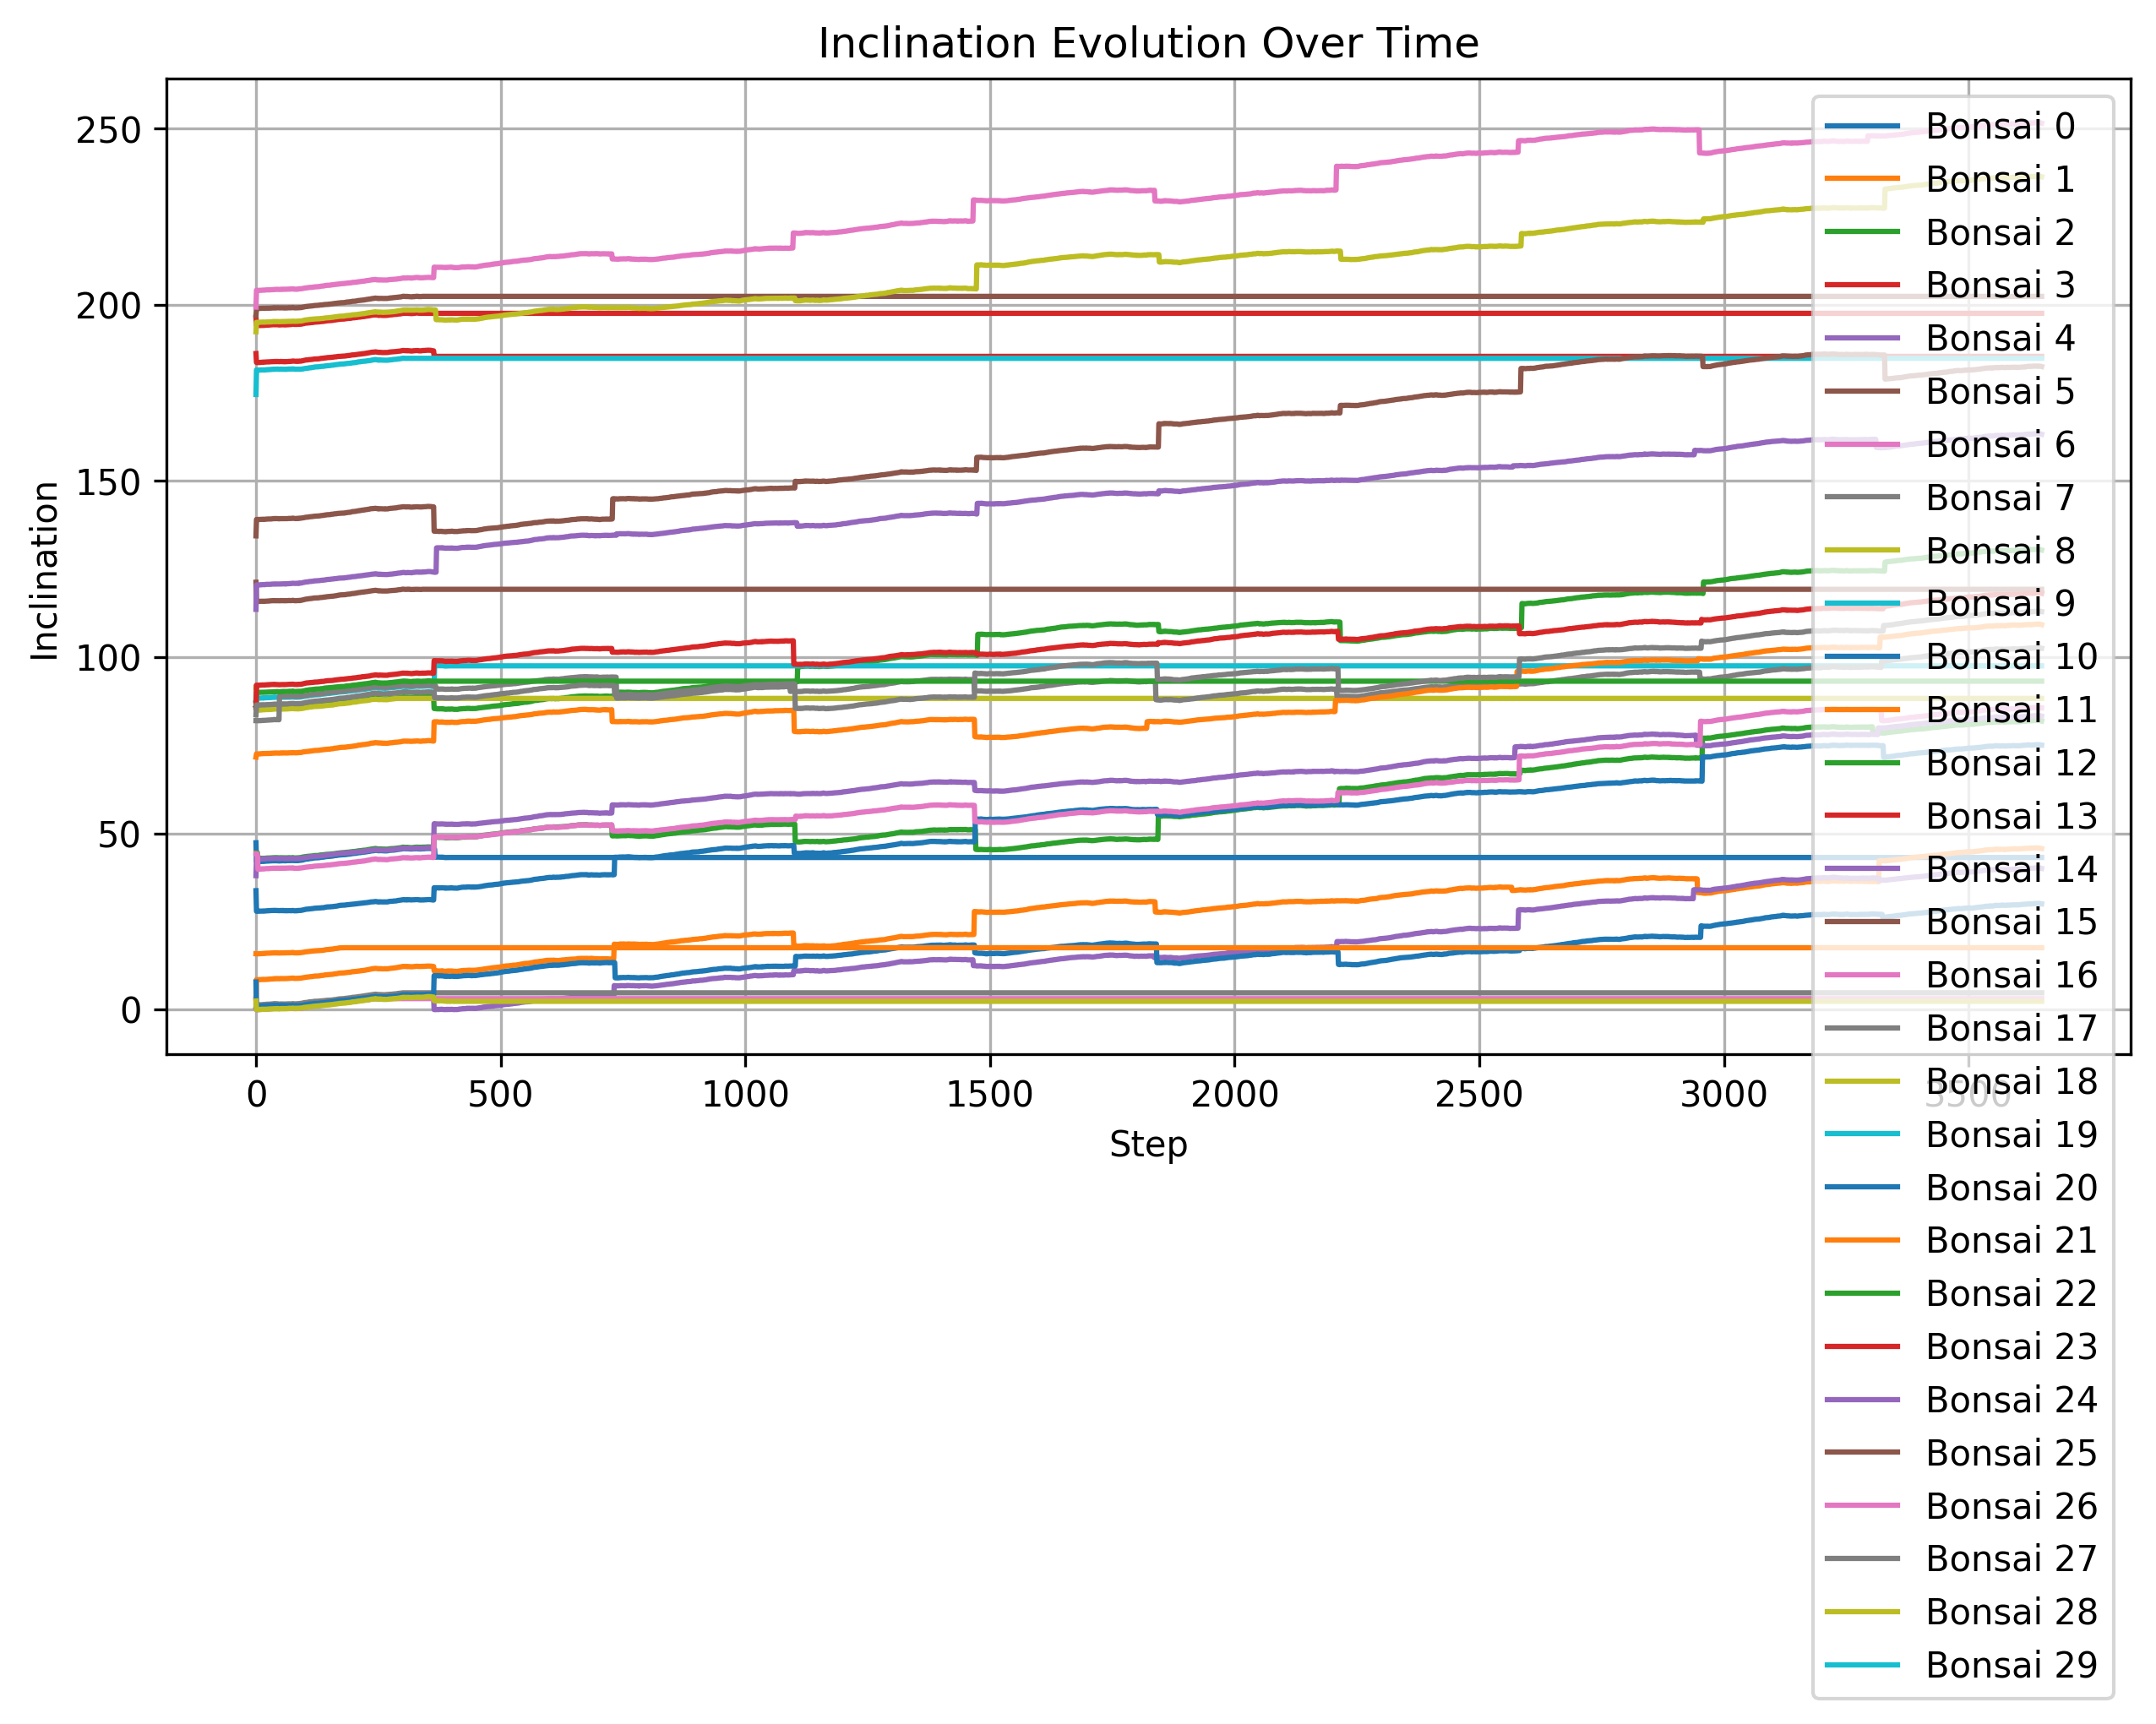 Inclination Evolution Over Time
Inclination
250
200
150
100
50
0
0 500 1000 1500 2000 2500 3000 3500
Step
Bonsai 0
Bonsai 1
Bonsai 2
Bonsai 3
Bonsai 4
Bonsai 5
Bonsai 6
Bonsai 7
Bonsai 8
Bonsai 9
Bonsai 10
Bonsai 11
Bonsai 12
Bonsai 13
Bonsai 14
Bonsai 15
Bonsai 16
Bonsai 17
Bonsai 18
Bonsai 19
Bonsai 20
Bonsai 21
Bonsai 22
Bonsai 23
Bonsai 24
Bonsai 25
Bonsai 26
Bonsai 27
Bonsai 28
Bonsai 29